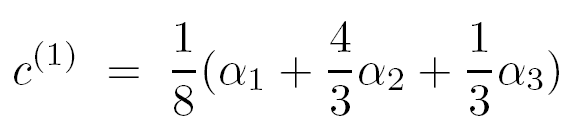 c^{(1)} = \frac{1}{8}(\alpha_1 + \frac{4}{3}\alpha_2 + \frac{1}{3}\alpha_3)